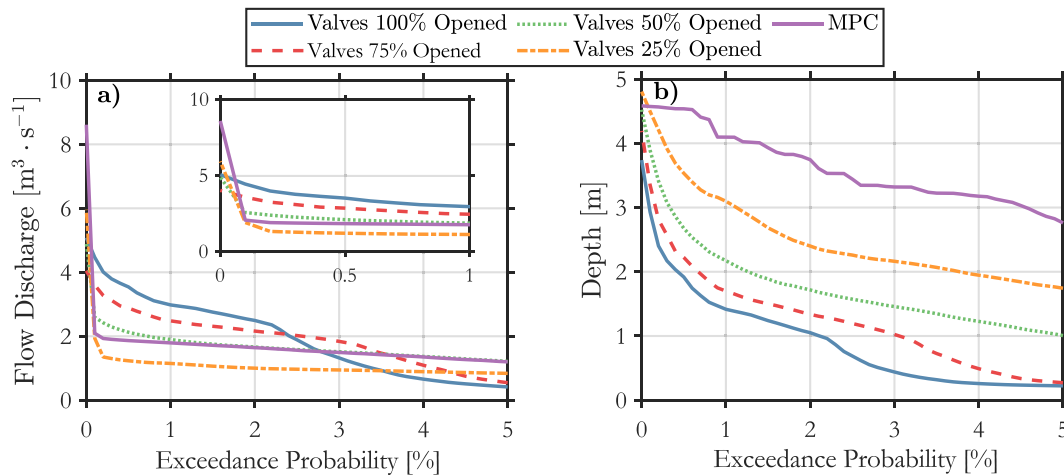 Valves 100% Opened Valves 50% Opened MPC
Valves 75% Opened Valves 25% Opened
a)
Flow Discharge [m³ · s⁻¹]
10
8
6
4
2
0
0 1 2 3 4 5
Exceedance Probability [%]
10
5
0
0 0.5 1
b)
Depth [m]
5
4
3
2
1
0
0 1 2 3 4 5
Exceedance Probability [%]